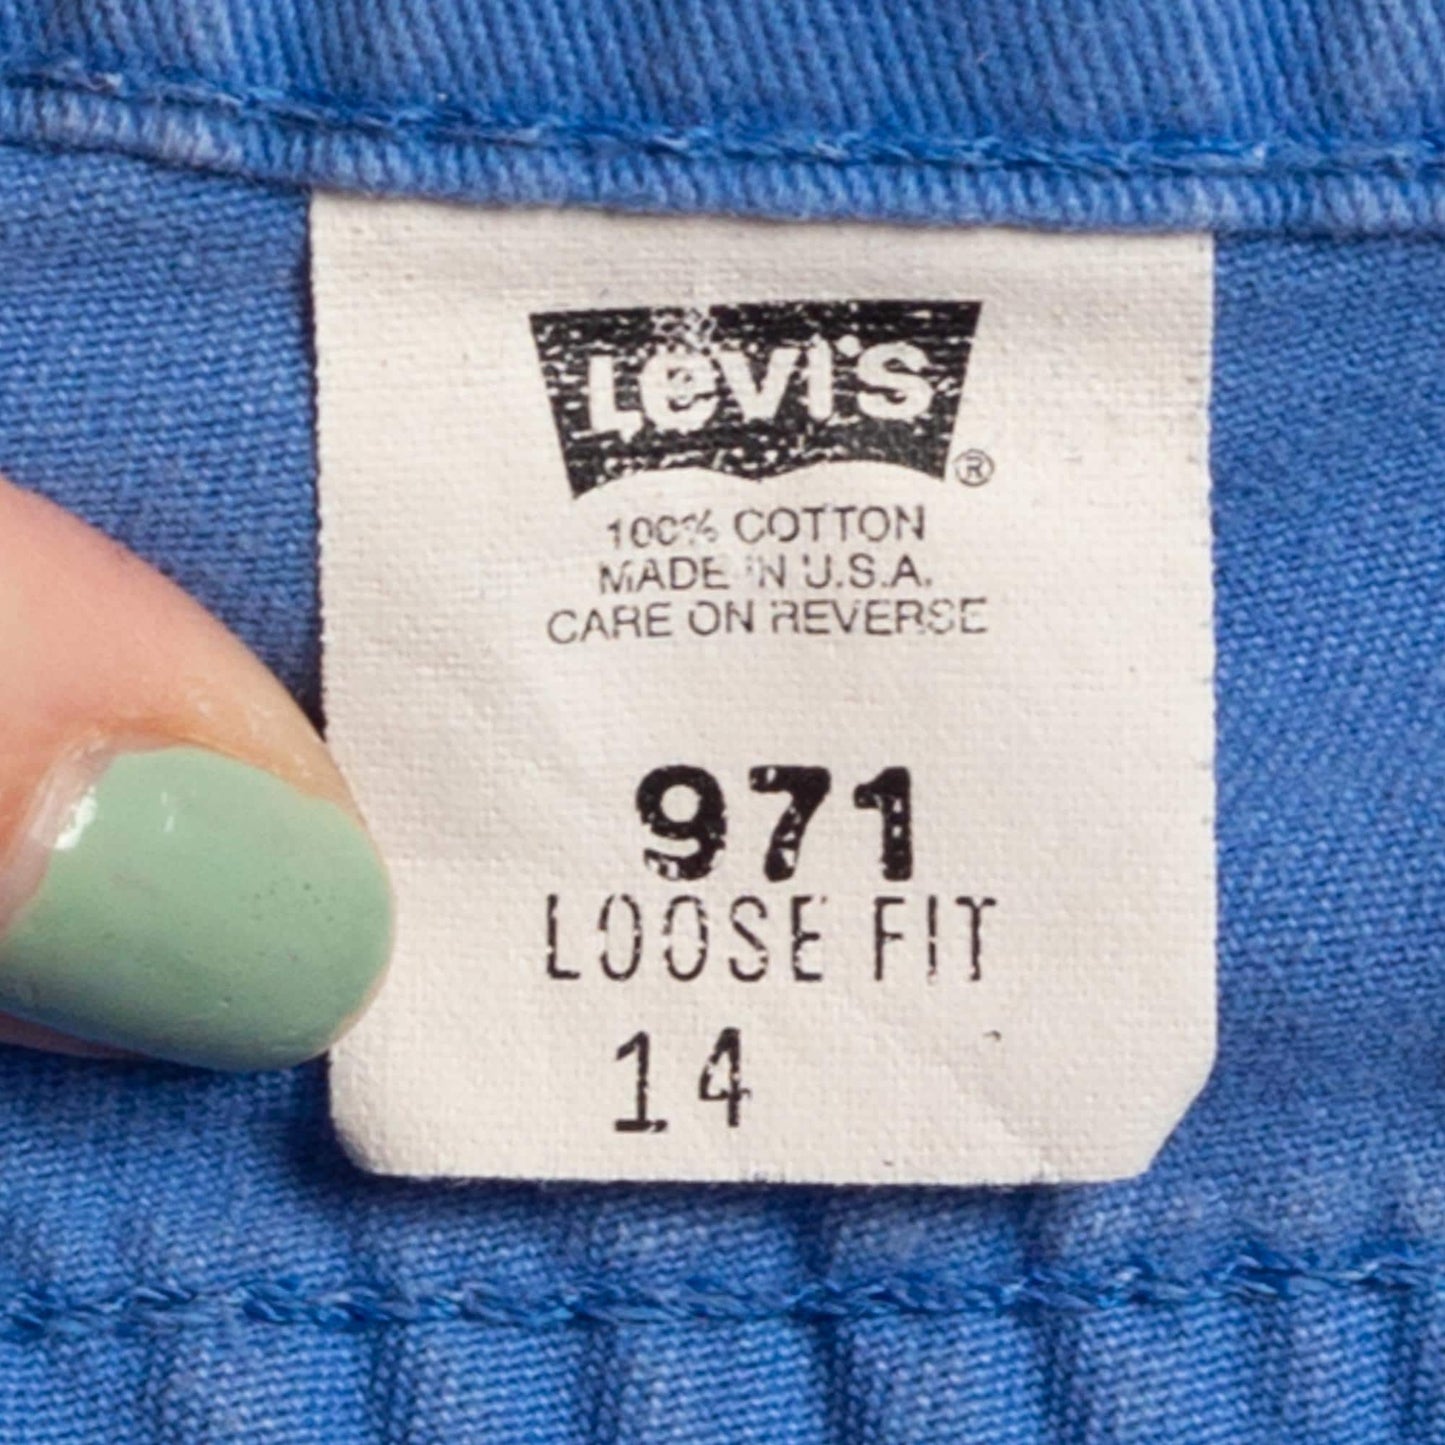 Levi's ®
100% COTTON
MADE IN U.S.A.
CARE ON REVERSE
971
LOOSE FIT
14